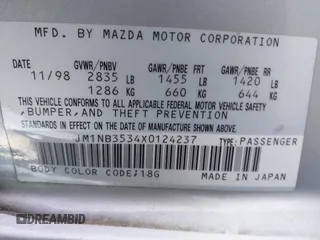 MFD. BY MAZDA MOTOR CORPORATION
GVWR/PNBV GAWR/PNBE FRT GAWR/PNBE RR
11/98 2835 LB 1455 LB 1420 LB
1286 KG 660 KG 644 KG
THIS VEHICLE CONFORMS TO ALL APPLICABLE FEDERAL MOTOR VEHICLE SAFETY
,BUMPER,AND THEFT PREVENTION
STANDARDS IN EFFECT ON THE DATE OF MANUFACTURE SHOWN ABOVE.
JM1NB3534X0124237 TYPE:PASSENGER
BODY COLOR CODE;18G MADE IN JAPAN
DAMEBID